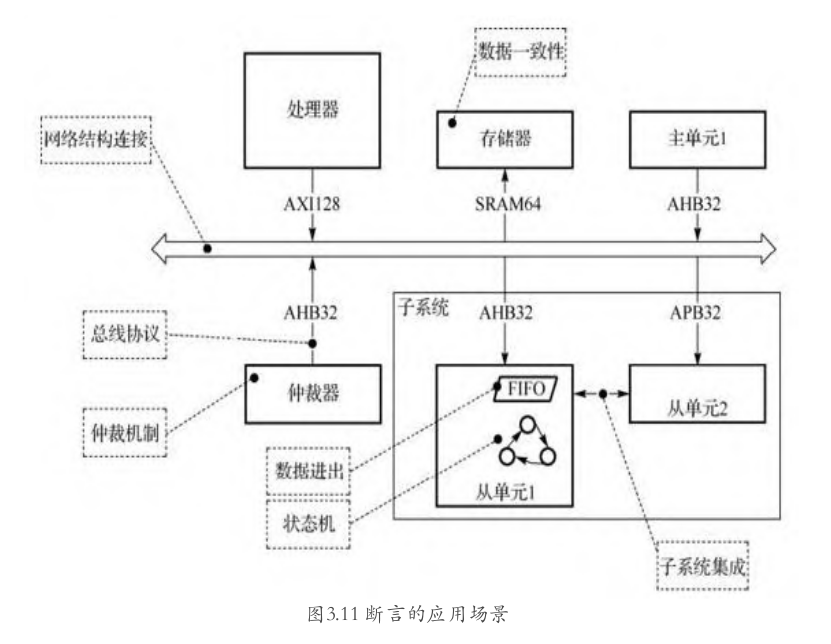 数据一致性
处理器
存储器
主单元1
网络结构连接
AXI128
SRAM64
AHB32
AHB32
子系统
AHB32
APB32
总线协议
仲裁器
FIFO
从单元2
仲裁机制
数据进出
从单元1
状态机
子系统集成
图3.11 断言的应用场景